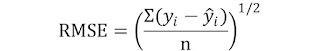 RMSE = (Σ(yᵢ − ŷᵢ) / n)^1/2